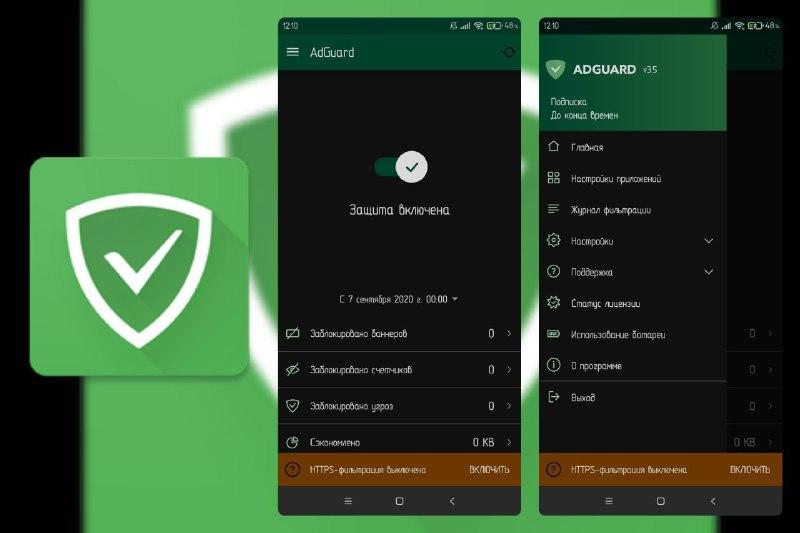 12:10
48%
AdGuard
Защита включена
С 7 сентября 2020 г. 00:00
Заблокировано баннеров 0
Заблокировано счетчиков 0
Заблокировано угроз 0
Сэкономлено 0 KB
HTTPS-фильтрация выключена ВКЛЮЧИТЬ
12:10
48%
ADGUARD v3.5
Подписка
До конца времен
Главная
Настройки приложений
Журнал фильтрации
Настройки
Поддержка
Статус лицензии
Использование батареи
О программе
Выход
0
0
0
0 KB
HTTPS-фильтрация выключена ВКЛЮЧИТЬ